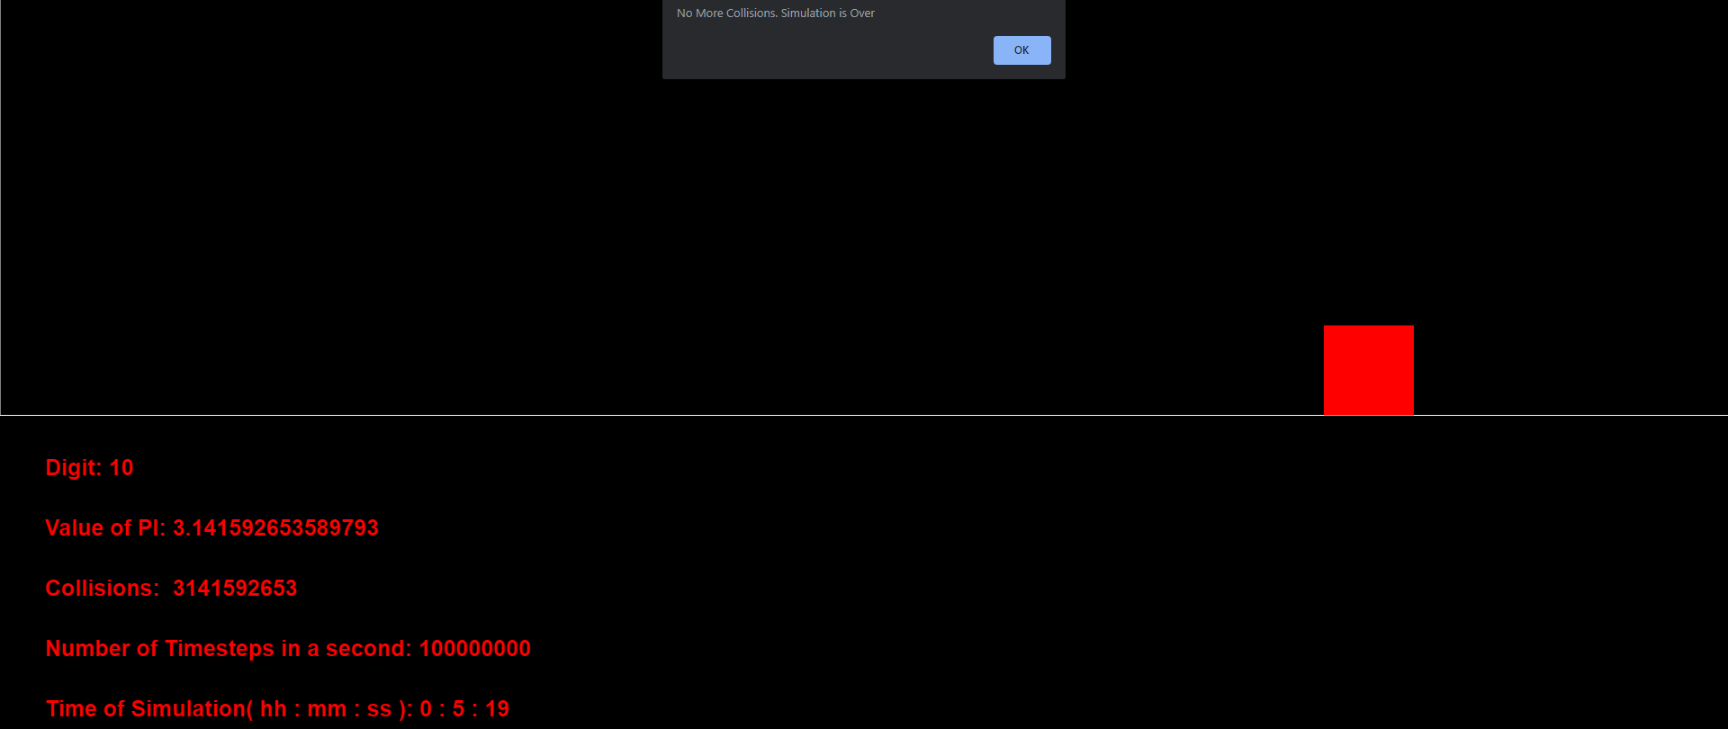 No More Collisions. Simulation is Over
OK
Digit: 10
Value of PI: 3.141592653589793
Collisions:  3141592653
Number of Timesteps in a second: 100000000
Time of Simulation( hh : mm : ss ): 0 : 5 : 19